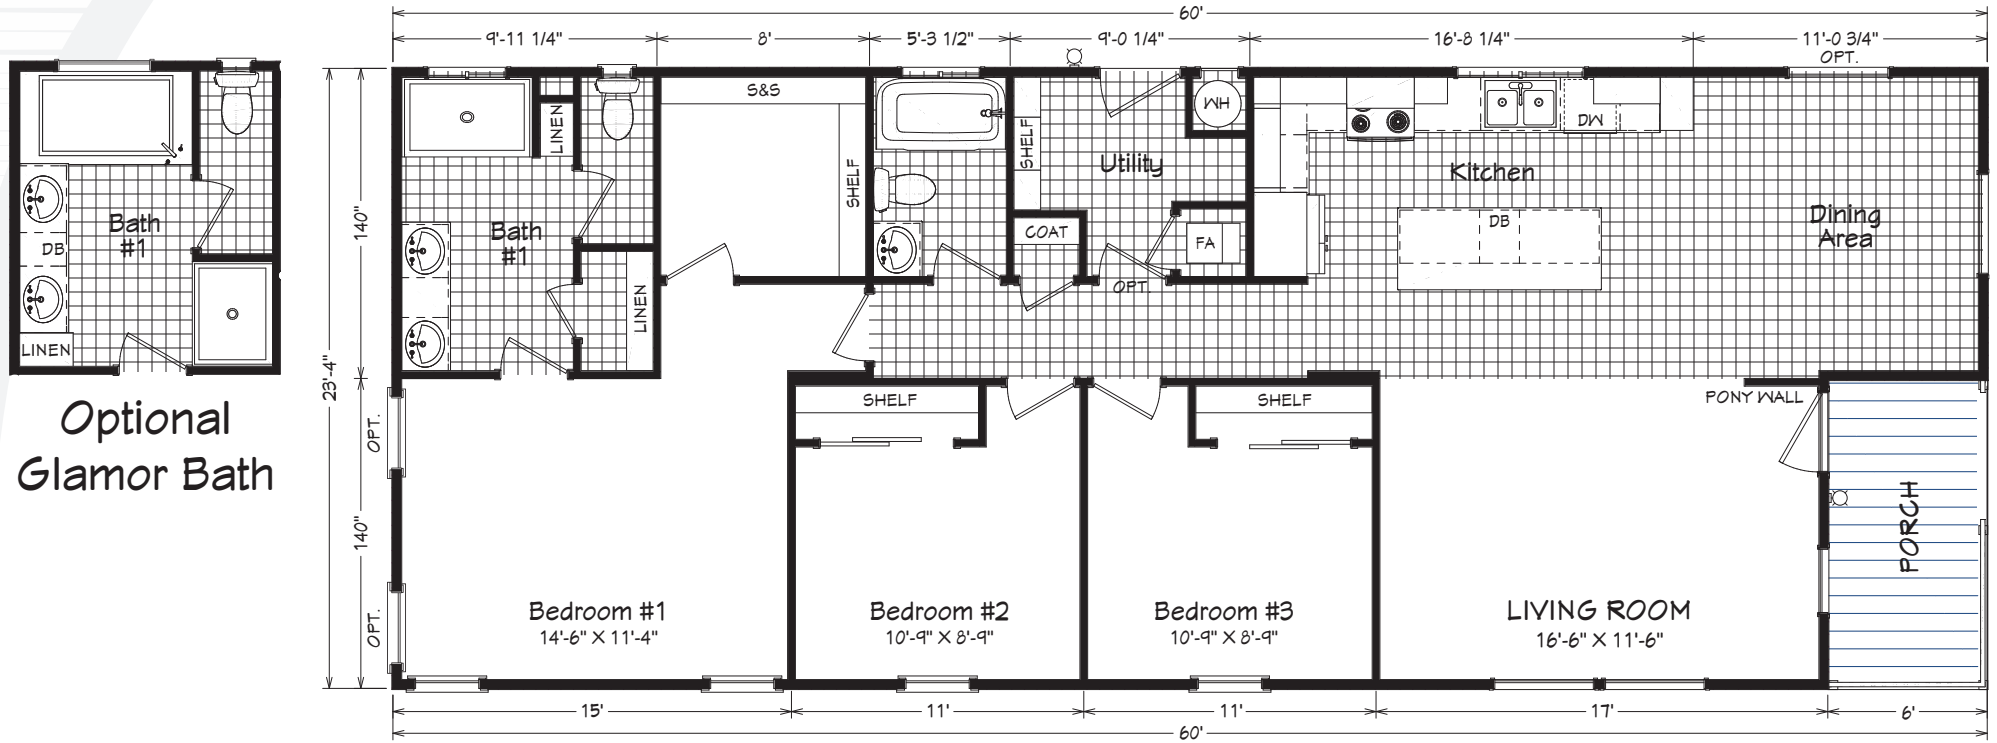 60'
9'-11 1/4"
8'
5'-3 1/2"
9'-0 1/4"
16'-8 1/4"
11'-0 3/4"
OPT.
S&S
LINEN
SHELF
SHELF
WH
DW
Utility
Kitchen
Bath
#1
DB
LINEN
Bath
#1
COAT
FA
DB
Dining
Area
140"
OPT.
LINEN
23'-4"
Optional
Glamor Bath
OPT.
SHELF
SHELF
PONY WALL
140"
PORCH
OPT.
Bedroom #1
14'-6" X 11'-4"
Bedroom #2
10'-9" X 8'-9"
Bedroom #3
10'-9" X 8'-9"
LIVING ROOM
16'-6" X 11'-6"
15'
11'
11'
17'
6'
60'